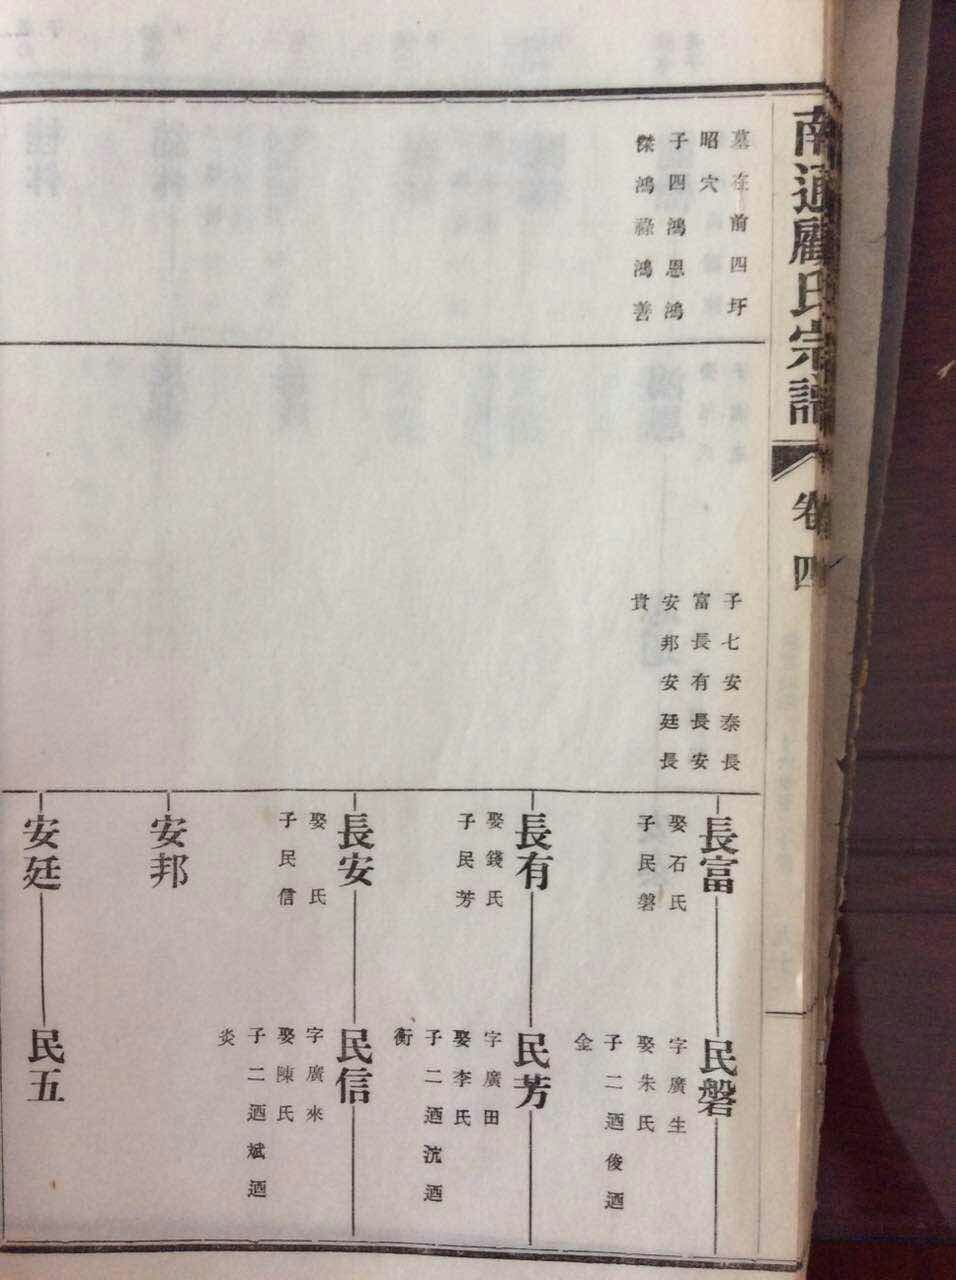 南通顧氏宗譜
卷四
墓在前四圩
昭穴
子四鴻恩鴻
傑鴻祿鴻善
子七安泰長
富長有長安
安邦安廷長
貴
長富
娶石氏
子民磐
長有
娶錢氏
子民芳
長安
娶 氏
子民信
安邦
安廷
民磐
字廣生
娶朱氏
子二迺俊迺
金
民芳
字廣田
娶李氏
子二迺沆迺
衡
民信
字廣來
娶陳氏
子二迺斌迺
炎
民五